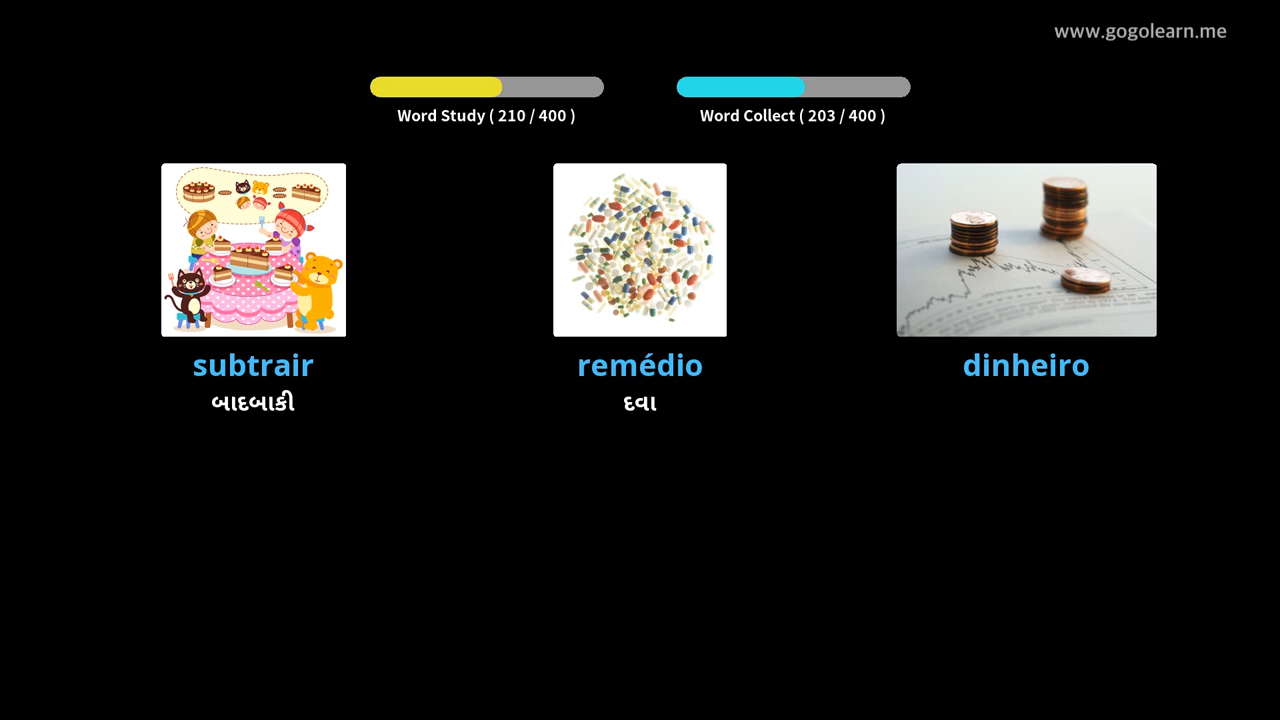 www.gogolearn.me
Word Study ( 210 / 400 )
Word Collect ( 203 / 400 )
subtrair
remédio
dinheiro
બાદબાકી
દવા